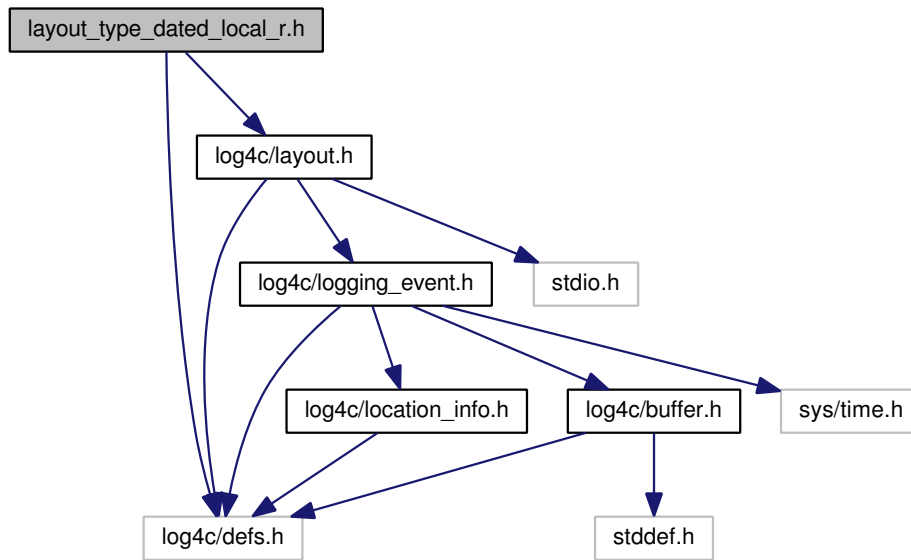 layout_type_dated_local_r.h
log4c/layout.h
log4c/logging_event.h
stdio.h
log4c/location_info.h
log4c/buffer.h
sys/time.h
log4c/defs.h
stddef.h